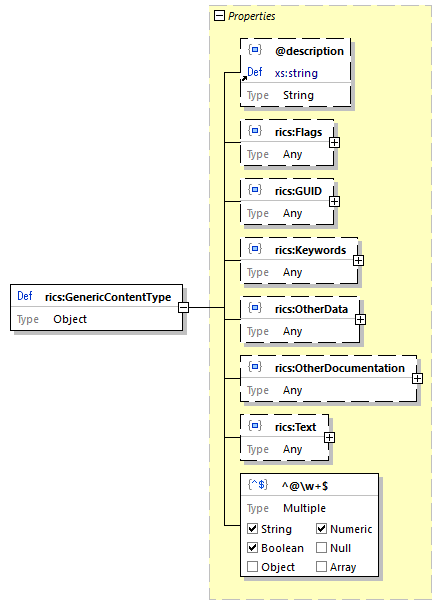 Properties
{} @description
Def xs:string
Type String
{} rics:Flags
Type Any
{} rics:GUID
Type Any
{} rics:Keywords
Type Any
Def rics:GenericContentType
Type Object
{} rics:OtherData
Type Any
{} rics:OtherDocumentation
Type Any
{} rics:Text
Type Any
{^$} ^@\w+$
Type Multiple
String Numeric
Boolean Null
Object Array